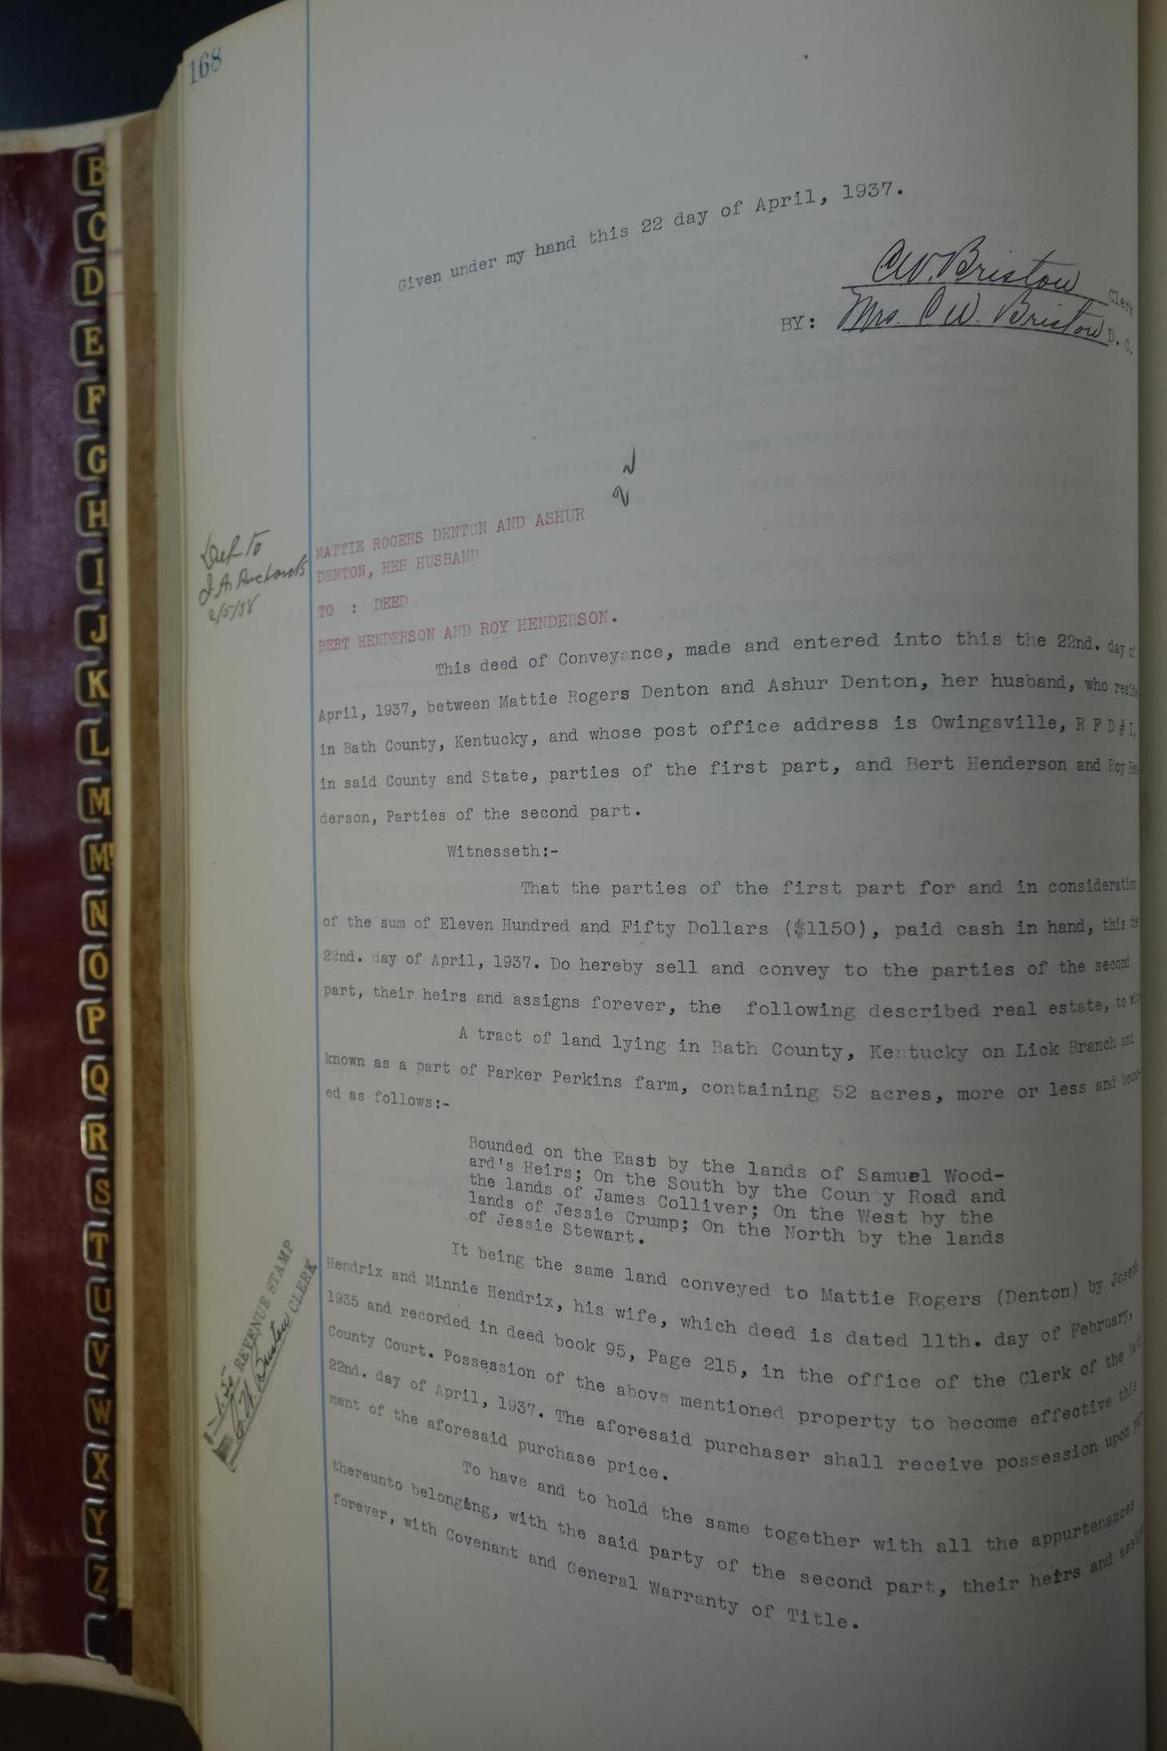 168
Given under my hand this 22 day of April, 1937.
C.W. Bristow Clerk
BY: Mrs. C W. Bristow D. C.
Del. to
J.A. Richards
2/5/38
MATTIE ROGERS DENTON AND ASHUR
DENTON, HER HUSBAND
TO : DEED
BERT HENDERSON AND ROY HENDERSON.
This deed of Conveyance, made and entered into this the 22nd. day of
April, 1937, between Mattie Rogers Denton and Ashur Denton, her husband, who
in Bath County, Kentucky, and whose post office address is Owingsville, R F D #1,
in said County and State, parties of the first part, and Bert Henderson and Roy Hen-
derson, Parties of the second part.
Witnesseth:-
That the parties of the first part for and in consideration
of the sum of Eleven Hundred and Fifty Dollars ($1150), paid cash in hand, this the
22nd. day of April, 1937. Do hereby sell and convey to the parties of the second
part, their heirs and assigns forever, the following described real estate, to
A tract of land lying in Bath County, Kentucky on Lick Branch and
known as a part of Parker Perkins farm, containing 52 acres, more or less and bound-
ed as follows:-
Bounded on the East by the lands of Samuel Wood-
ard's Heirs; On the South by the Coun y Road and
the lands of James Colliver; On the West by the
lands of Jessie Crump; On the North by the lands
of Jessie Stewart.
It being the same land conveyed to Mattie Rogers (Denton) by Joseph
Hendrix and Minnie Hendrix, his wife, which deed is dated 11th. day of February,
1935 and recorded in deed book 95, Page 215, in the office of the Clerk of the
County Court. Possession of the above mentioned property to become effective this
22nd. day of April, 1937. The aforesaid purchaser shall receive possession upon
ment of the aforesaid purchase price.
To have and to hold the same together with all the appurtenances
thereunto belonging, with the said party of the second part, their heirs and
forever, with Covenant and General Warranty of Title.
1.50 REVENUE STAMP
C.W. Bristow CLERK
B
C
D
E
F
G
H
I
J
K
L
M
Mc
N
O
P
Q
R
S
T
U
V
W
X
Y
Z